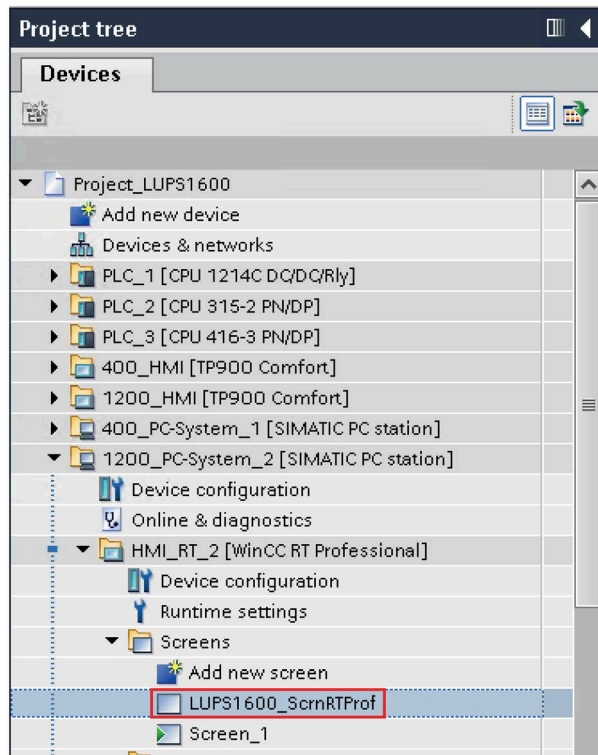 Project tree
Devices
Project_LUPS1600
Add new device
Devices & networks
PLC_1 [CPU 1214C DC/DC/Rly]
PLC_2 [CPU 315-2 PN/DP]
PLC_3 [CPU 416-3 PN/DP]
400_HMI [TP900 Comfort]
1200_HMI [TP900 Comfort]
400_PC-System_1 [SIMATIC PC station]
1200_PC-System_2 [SIMATIC PC station]
Device configuration
Online & diagnostics
HMI_RT_2 [WinCC RT Professional]
Device configuration
Runtime settings
Screens
Add new screen
LUPS1600_ScrnRTProf
Screen_1